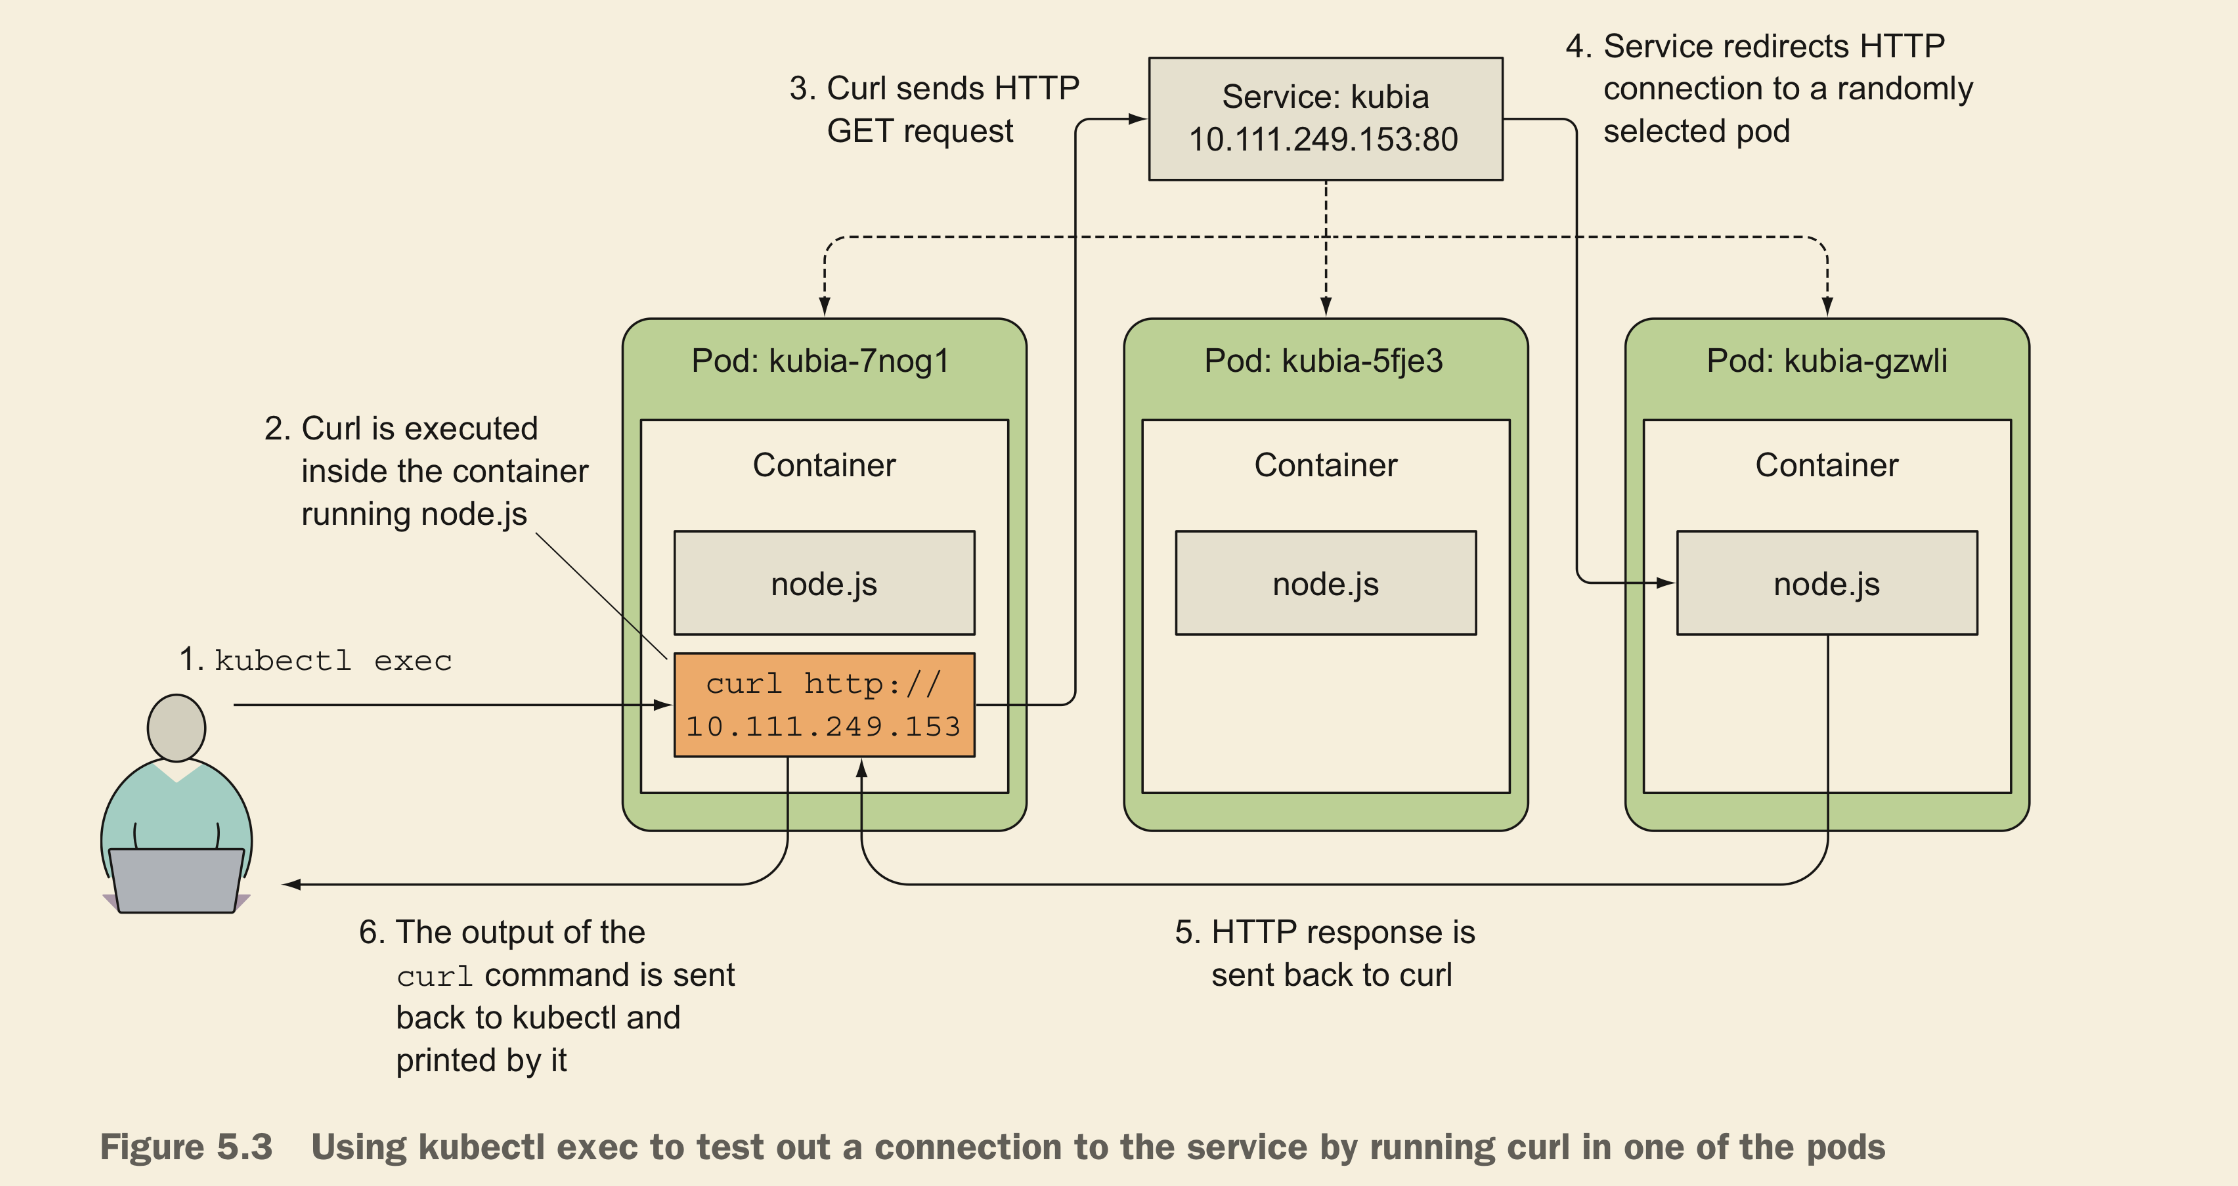 3. Curl sends HTTP
GET request
Service: kubia
10.111.249.153:80
4. Service redirects HTTP
connection to a randomly
selected pod
Pod: kubia-7nog1
Pod: kubia-5fje3
Pod: kubia-gzwli
2. Curl is executed
inside the container
running node.js
Container
Container
Container
node.js
node.js
node.js
1. kubectl exec
curl http://
10.111.249.153
6. The output of the
curl command is sent
back to kubectl and
printed by it
5. HTTP response is
sent back to curl
Figure 5.3 Using kubectl exec to test out a connection to the service by running curl in one of the pods